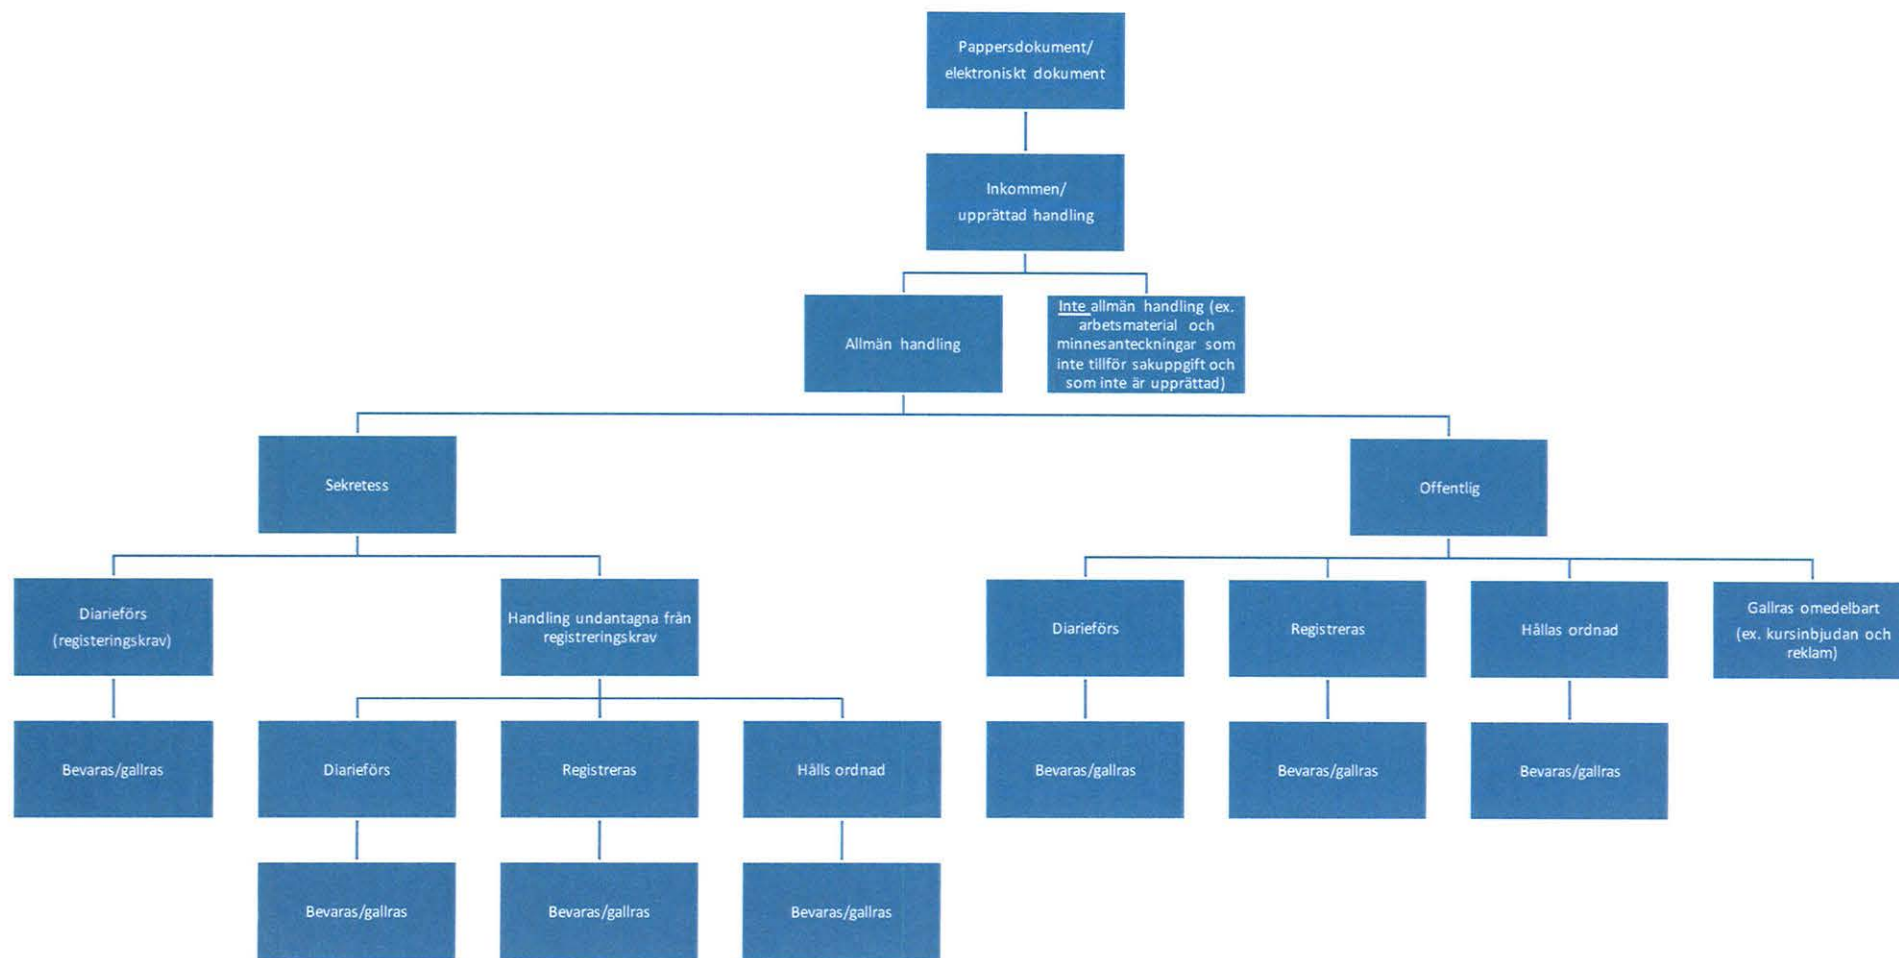 Pappersdokument/
elektroniskt dokument
Inkommen/
upprättad handling
Allmän handling
Inte allmän handling (ex.
arbetsmaterial och
minnesanteckningar som
inte tillför sakuppgift och
som inte är upprättad)
Sekretess
Offentlig
Diarieförs
(registeringskrav)
Handling undantagna från
registreringskrav
Diarieförs
Registreras
Hållas ordnad
Gallras omedelbart
(ex. kursinbjudan och
reklam)
Bevaras/gallras
Diarieförs
Registreras
Hålls ordnad
Bevaras/gallras
Bevaras/gallras
Bevaras/gallras
Bevaras/gallras
Bevaras/gallras
Bevaras/gallras